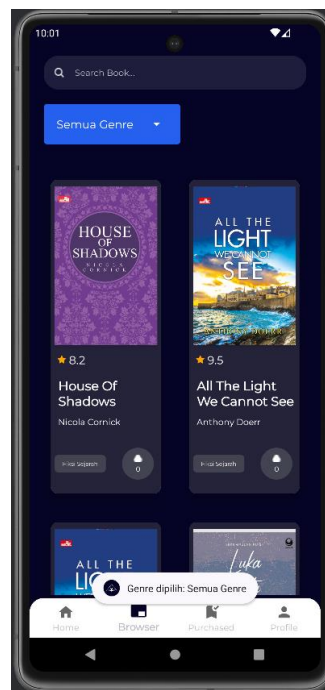 10:01
Search Book...
Semua Genre
HOUSE
OF
SHADOWS
NICOLA
CORNICK
ALL THE
LIGHT
WE CANNOT
SEE
ANTHONY DOERR
8.2
9.5
House Of
Shadows
All The Light
We Cannot See
Nicola Cornick
Anthony Doerr
Fiksi Sejarah
0
Fiksi Sejarah
0
ALL THE
Luka
Genre dipilih: Semua Genre
Home
Browser
Purchased
Profile